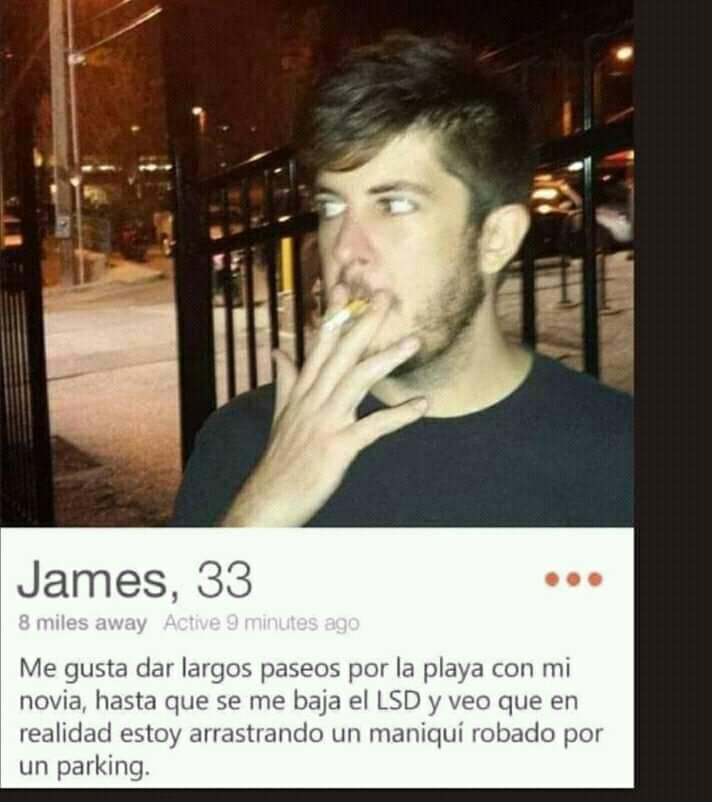 James, 33
8 miles away Active 9 minutes ago
Me gusta dar largos paseos por la playa con mi
novia, hasta que se me baja el LSD y veo que en
realidad estoy arrastrando un maniquí robado por
un parking.